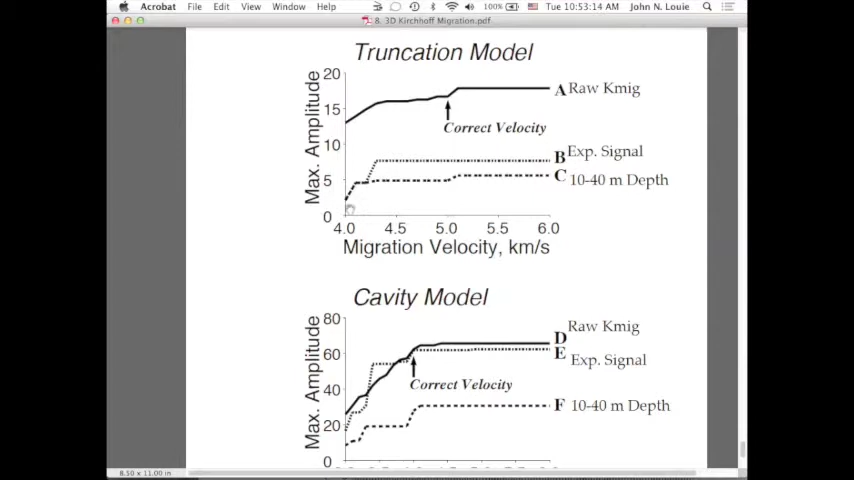 Acrobat File Edit View Window Help 100% Tue 10:53:14 AM John N. Louie
8. 3D Kirchhoff Migration.pdf
Truncation Model
Max. Amplitude
20
15
10
5
0
A Raw Kmig
Correct Velocity
B Exp. Signal
C 10-40 m Depth
4.0 4.5 5.0 5.5 6.0
Migration Velocity, km/s
Cavity Model
Max. Amplitude
80
60
40
20
0
D Raw Kmig
E Exp. Signal
Correct Velocity
F 10-40 m Depth
8.50 x 11.00 in